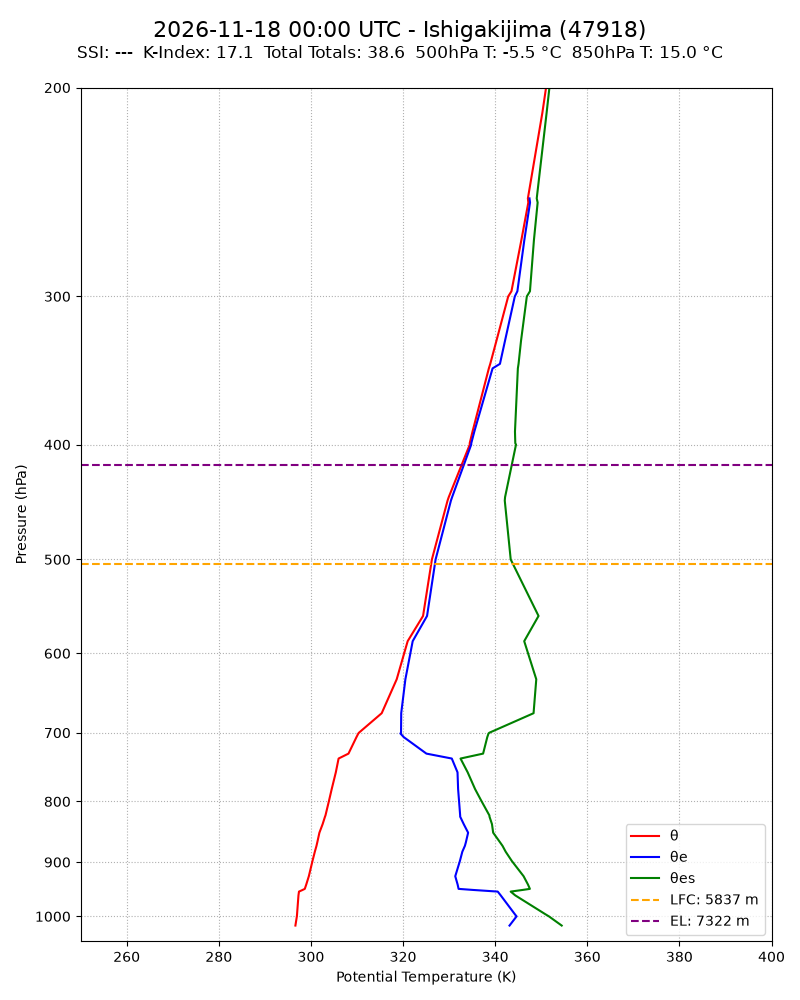 2026-11-18 00:00 UTC - Ishigakijima (47918)
SSI: --- K-Index: 17.1 Total Totals: 38.6 500hPa T: -5.5 °C 850hPa T: 15.0 °C
200
300
400
500
600
700
800
900
1000
Pressure (hPa)
θ
θe
θes
LFC: 5837 m
EL: 7322 m
260 280 300 320 340 360 380 400
Potential Temperature (K)